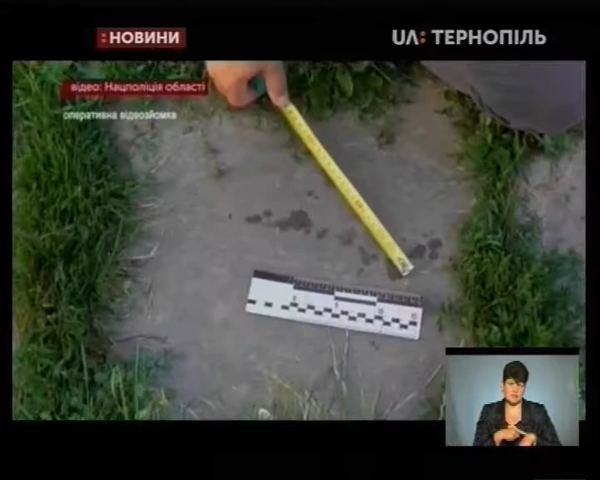 :НОВИНИ
UA: ТЕРНОПІЛЬ
відео: Нацполіція області
оперативна відеозйомка